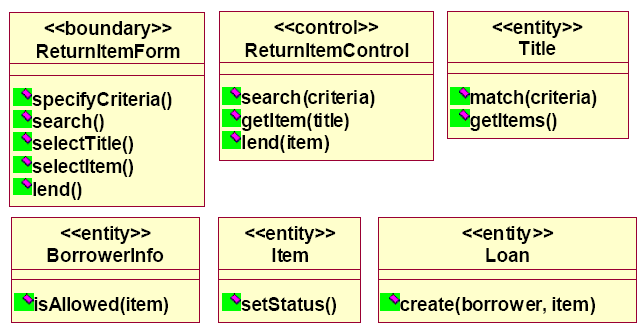 <<boundary>>
ReturnItemForm
specifyCriteria()
search()
selectTitle()
selectItem()
lend()
<<control>>
ReturnItemControl
search(criteria)
getItem(title)
lend(item)
<<entity>>
Title
match(criteria)
getItems()
<<entity>>
BorrowerInfo
isAllowed(item)
<<entity>>
Item
setStatus()
<<entity>>
Loan
create(borrower, item)